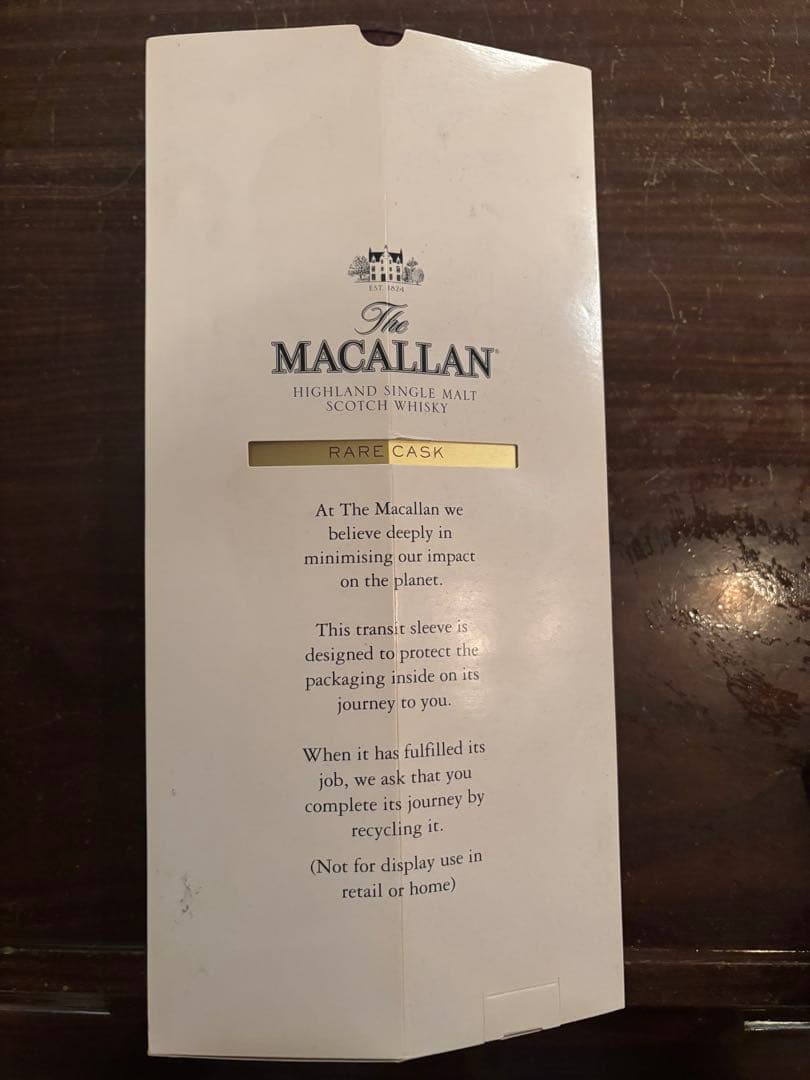 EST. 1824
The
MACALLAN
HIGHLAND SINGLE MALT
SCOTCH WHISKY
RARE CASK
At The Macallan we
believe deeply in
minimising our impact
on the planet.
This transit sleeve is
designed to protect the
packaging inside on its
journey to you.
When it has fulfilled its
job, we ask that you
complete its journey by
recycling it.
(Not for display use in
retail or home)